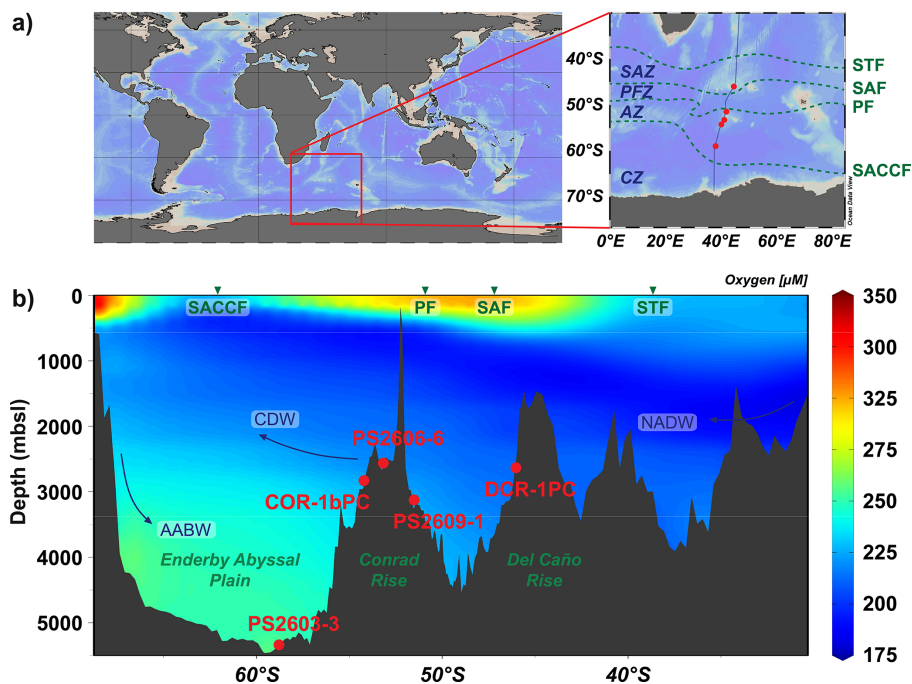 a)
40°S
50°S
60°S
70°S
SAZ
PFZ
AZ
CZ
STF
SAF
PF
SACCF
Ocean Data View
0°E
20°E
40°E
60°E
80°E
b)
Oxygen [µM]
SACCF
PF
SAF
STF
0
1000
2000
3000
4000
5000
Depth (mbsl)
CDW
NADW
AABW
PS2606-6
COR-1bPC
PS2609-1
DCR-1PC
PS2603-3
Enderby Abyssal
Plain
Conrad
Rise
Del Caño
Rise
60°S
50°S
40°S
350
325
300
275
250
225
200
175